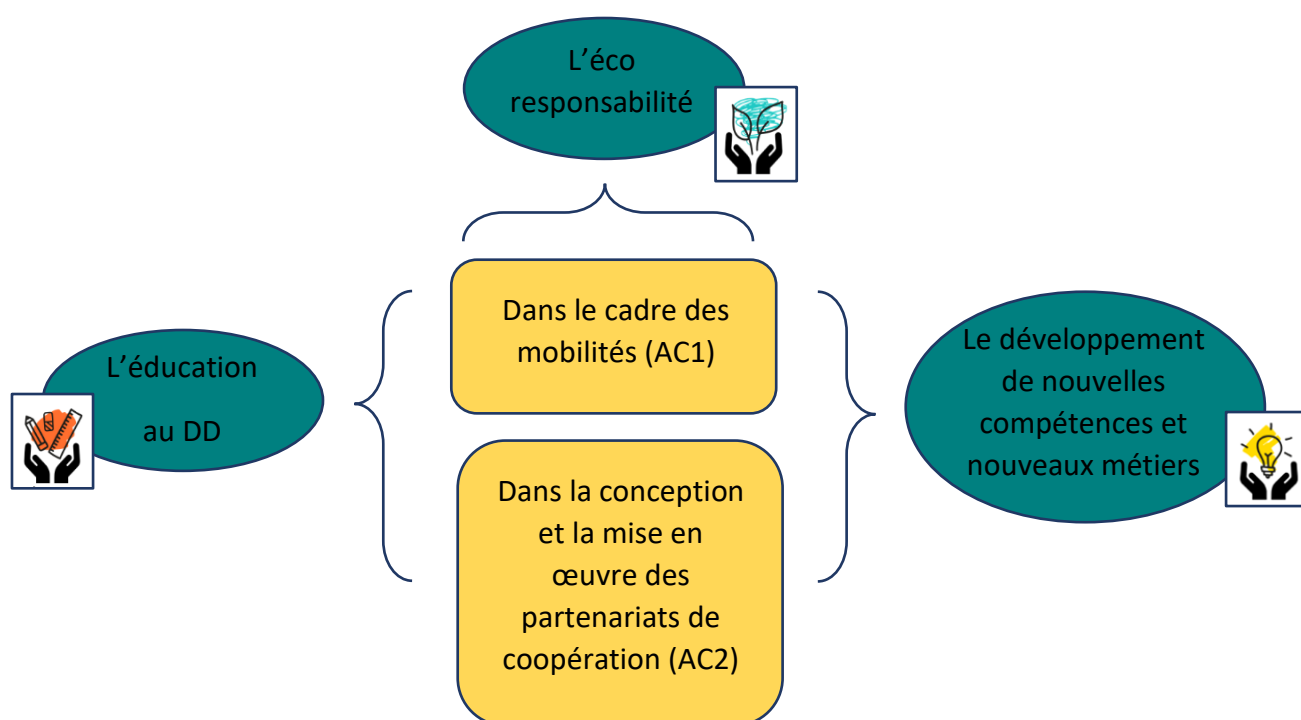 L’éco
responsabilité
Dans le cadre des
mobilités (AC1)
L’éducation
au DD
Le développement
de nouvelles
compétences et
nouveaux métiers
Dans la conception
et la mise en
œuvre des
partenariats de
coopération (AC2)